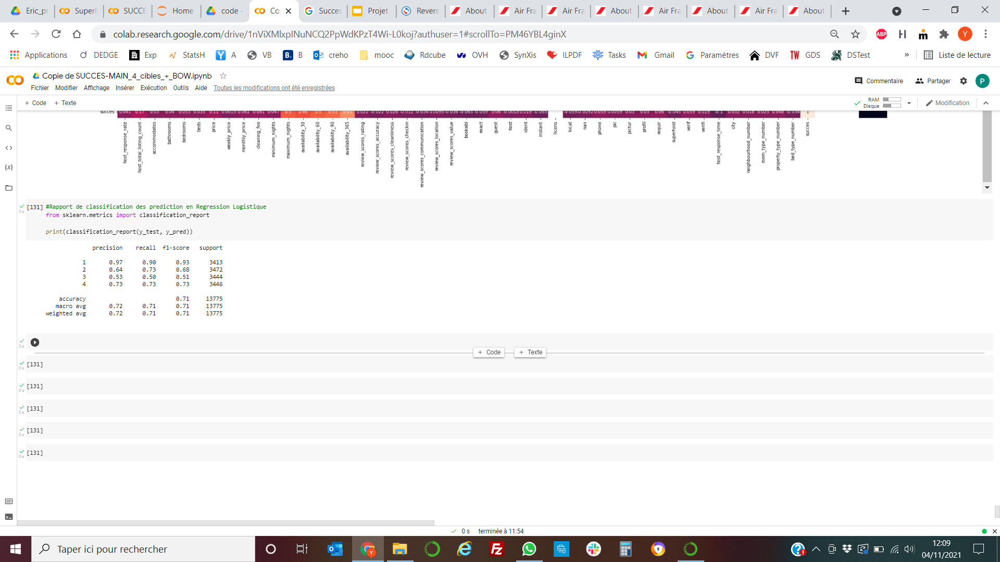 Eric_pr
Superh
SUCCE
Home
code -
Co
Succes
Projet
Revers
About
Air Fra
Air Fra
About
Air Fra
About
Air Fra
About
colab.research.google.com/drive/1nViXMlxpINuNCQ2PpWdKPzT4Wi-L0koj?authuser=1#scrollTo=PM46YBL4ginX
ABP
Y
Applications
DEDGE
Exp
StatsH
A
VB
B
creho
mooc
Rdcube
OVH
SynXis
ILPDF
Tasks
Gmail
Paramètres
DVF
TW GDS
DSTest
»
Liste de lecture
Copie de SUCCES-MAIN_4_cibles_+_BOW.ipynb
Commentaire
Partager
P
Fichier Modifier Affichage Insérer Exécution Outils Aide Toutes les modifications ont été enregistrées
+ Code + Texte
RAM
Disque
Modification
succes
host_response_rate
host_total_listing_count
accommodates
bathrooms
bedrooms
beds
price
weekly_price
monthly_price
cleaning_fee
minimum_nights
maximum_nights
availability_30
availability_60
availability_90
availability_365
review_scores_rating
review_scores_accuracy
review_scores_cleanliness
review_scores_checkin
review_scores_communication
review_scores_location
review_scores_value
bookabl
exact
guest
host
ident
instant
licens
locat
nan
phone
pic
pictur
profil
requir
superhost
verif
verifi
host_response_time
city
neighbourhood_number
room_type_number
property_type_number
bed_type_number
succes
[131] #Rapport de classification des prediction en Regression Logistique
0 s
from sklearn.metrics import classification_report
print(classification_report(y_test, y_pred))
precision recall f1-score support
1 0.97 0.90 0.93 3413
2 0.64 0.73 0.68 3472
3 0.53 0.50 0.51 3444
4 0.73 0.73 0.73 3446
accuracy 0.71 13775
macro avg 0.72 0.71 0.71 13775
weighted avg 0.72 0.71 0.71 13775
0 s
+ Code + Texte
[131]
0 s
[131]
0 s
[131]
0 s
[131]
0 s
[131]
0 s
0 s terminée à 11:54
Taper ici pour rechercher
12:09
04/11/2021